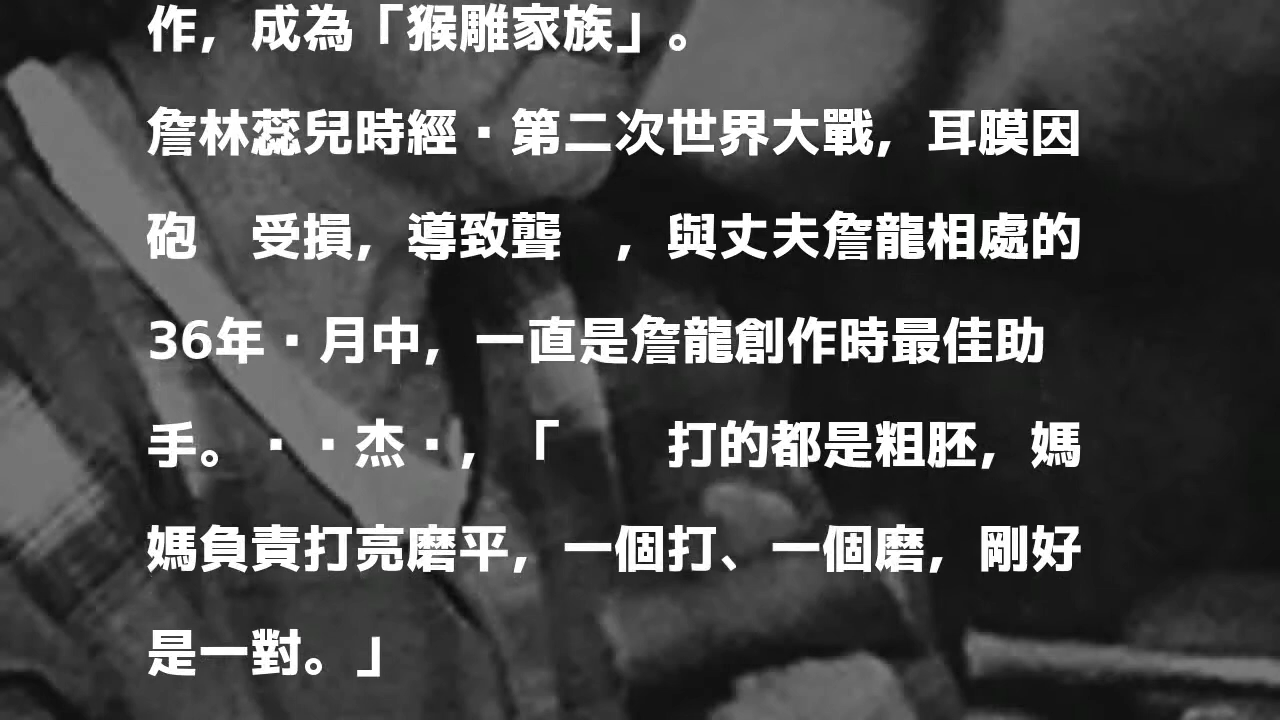 作，成為「猴雕家族」。
詹林蕊兒時經·第二次世界大戰，耳膜因
砲　受損，導致聾　，與丈夫詹龍相處的
36年·月中，一直是詹龍創作時最佳助
手。··杰·，「　　打的都是粗胚，媽
媽負責打亮磨平，一個打、一個磨，剛好
是一對。」